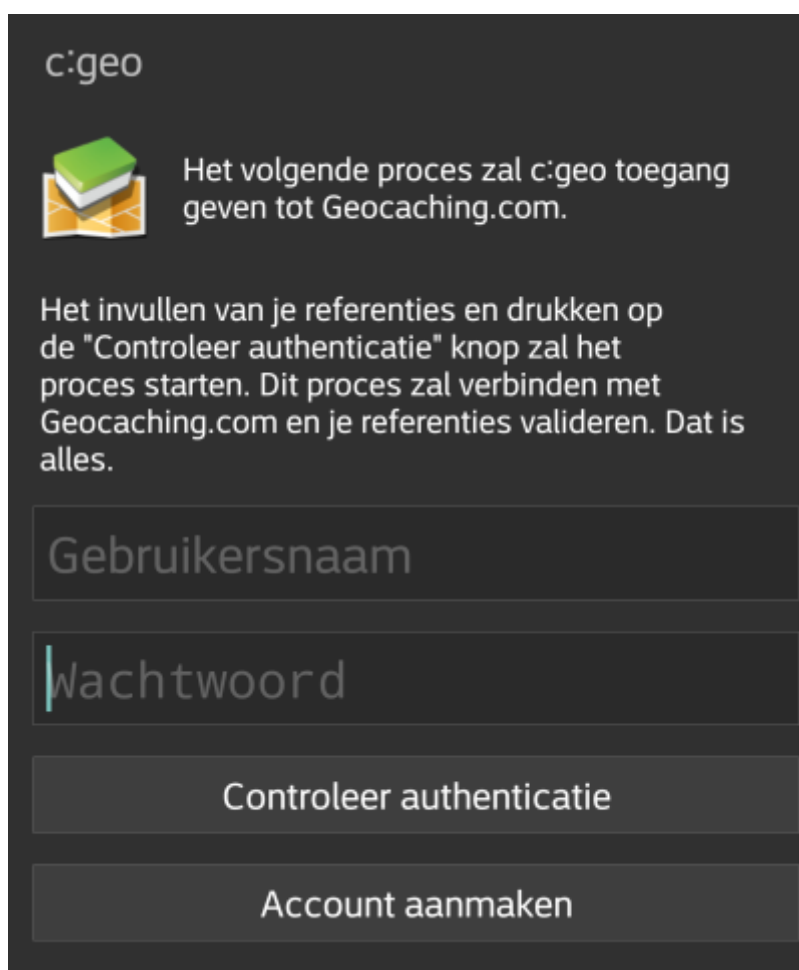 c:geo
Het volgende proces zal c:geo toegang
geven tot Geocaching.com.
Het invullen van je referenties en drukken op
de "Controleer authenticatie" knop zal het
proces starten. Dit proces zal verbinden met
Geocaching.com en je referenties valideren. Dat is
alles.
Gebruikersnaam
Wachtwoord
Controleer authenticatie
Account aanmaken